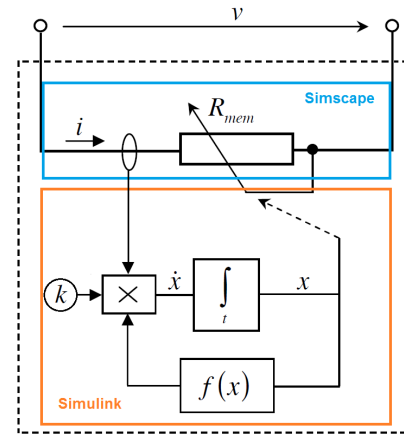 v
Simscape
R_mem
i
ẋ
x
k
×
∫
t
f(x)
Simulink